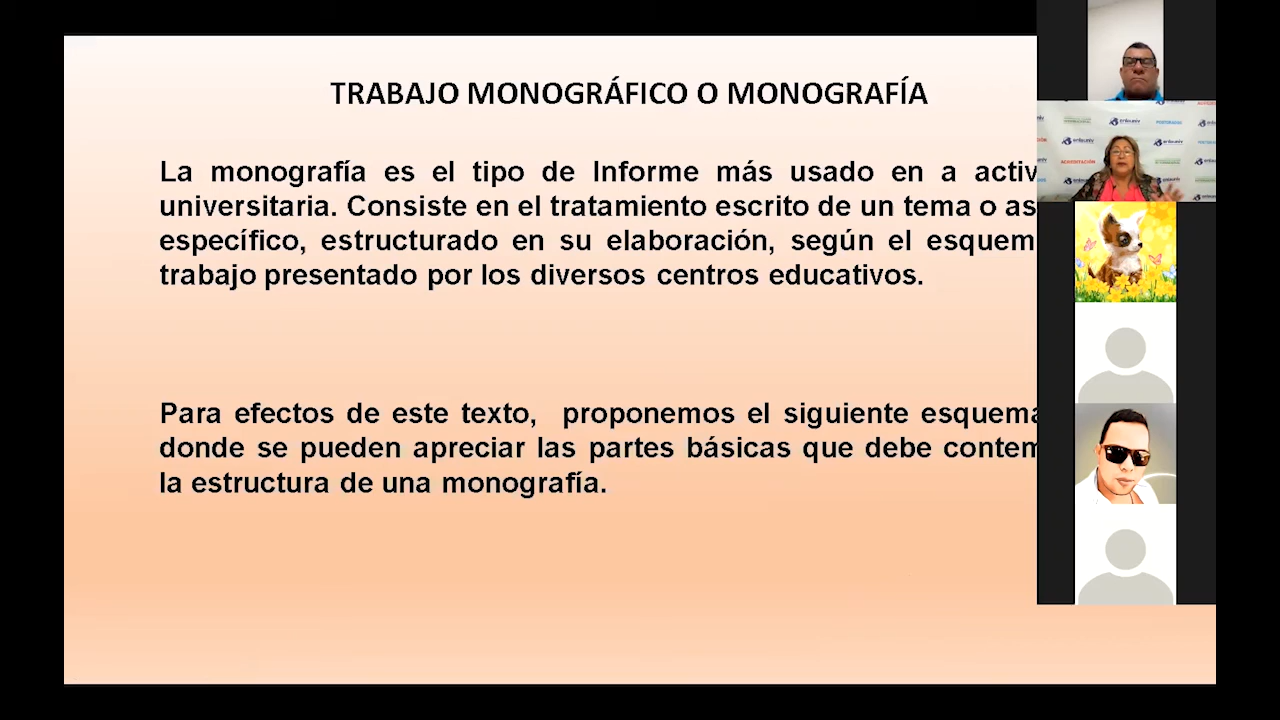 TRABAJO MONOGRÁFICO O MONOGRAFÍA
La monografía es el tipo de Informe más usado en a activ
universitaria. Consiste en el tratamiento escrito de un tema o as
específico, estructurado en su elaboración, según el esquem
trabajo presentado por los diversos centros educativos.
Para efectos de este texto, proponemos el siguiente esquema
donde se pueden apreciar las partes básicas que debe contem
la estructura de una monografía.